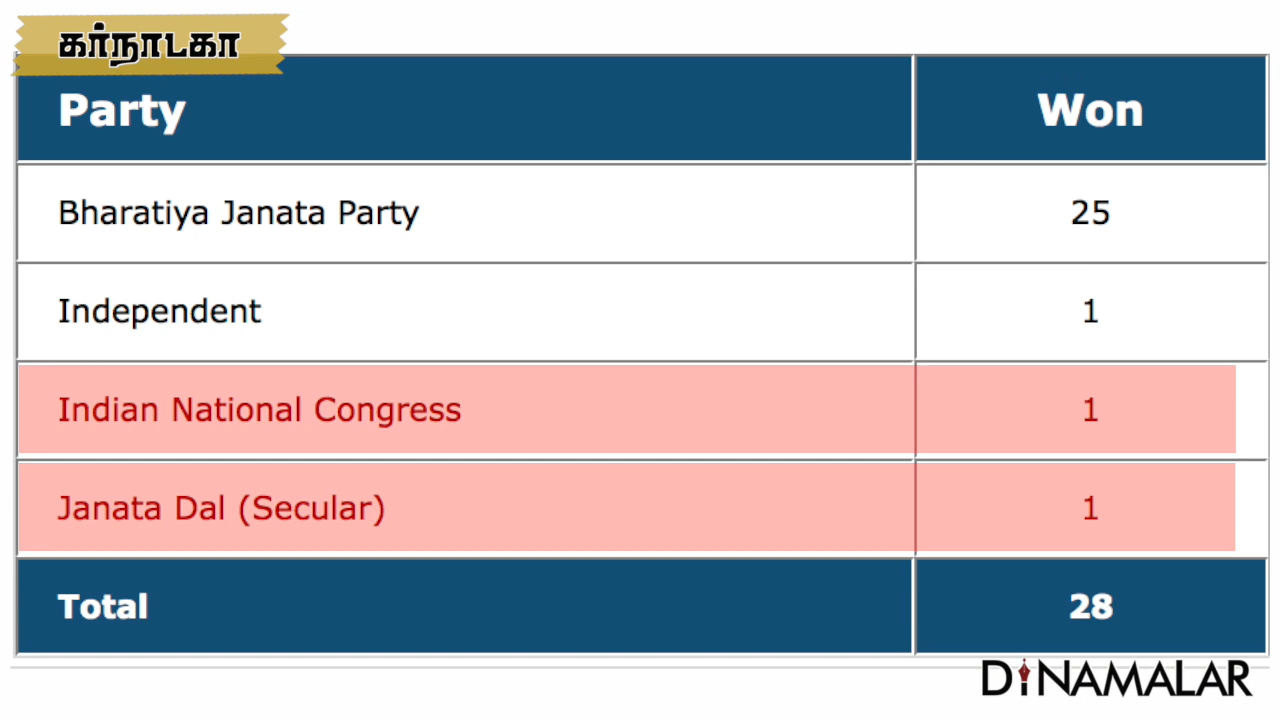 கர்நாடகா
Party Won
Bharatiya Janata Party 25
Independent 1
Indian National Congress 1
Janata Dal (Secular) 1
Total 28
DiNAMALAR